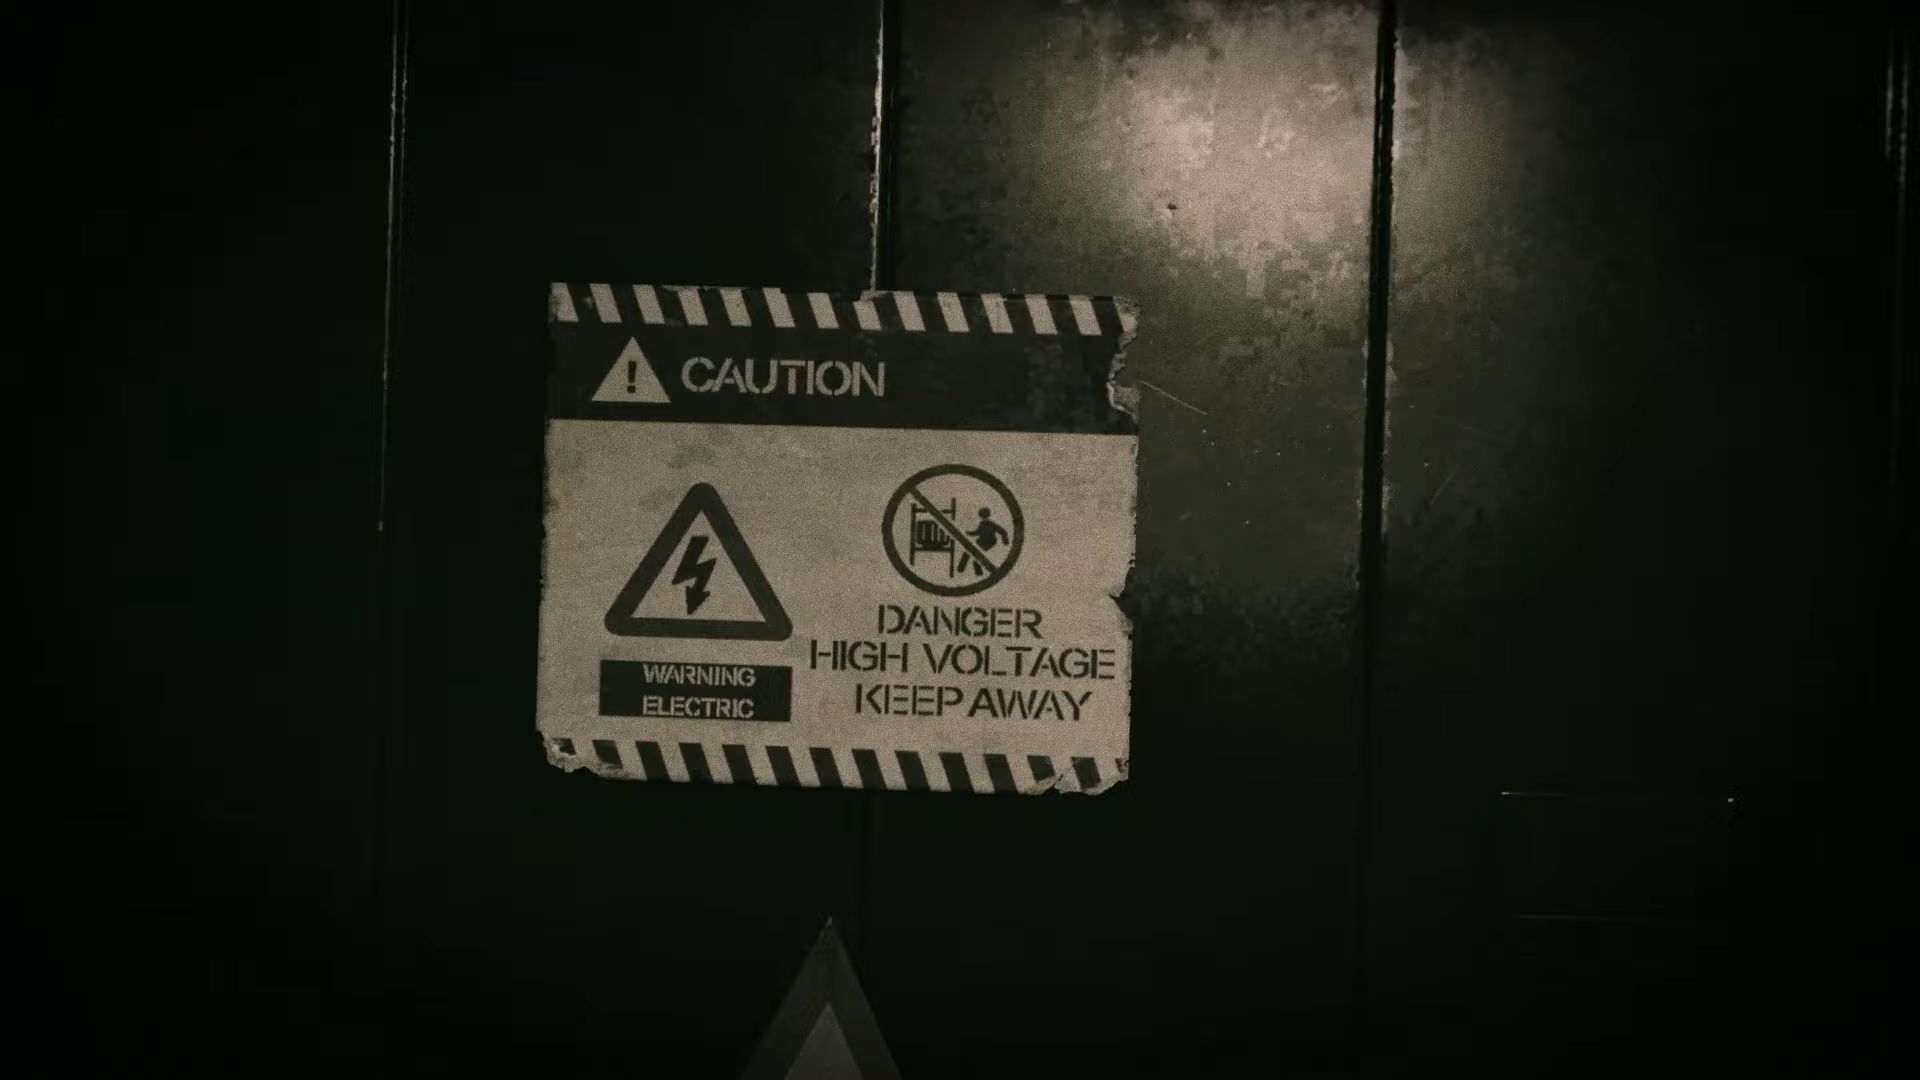 CAUTION
WARNING
ELECTRIC
DANGER
HIGH VOLTAGE
KEEP AWAY